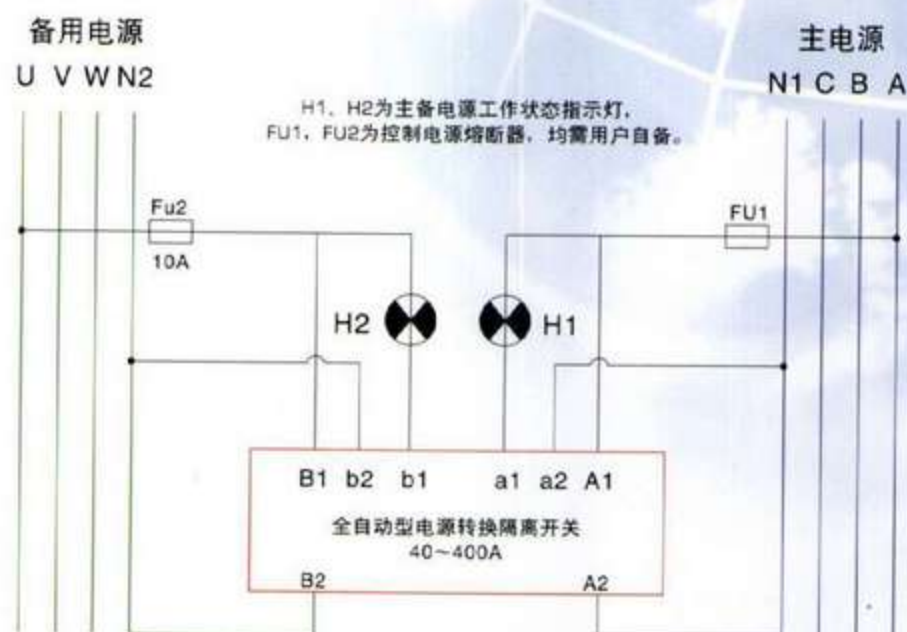 备用电源
U V W N2
主电源
N1 C B A
H1、H2为主备电源工作状态指示灯,
FU1, FU2为控制电源熔断器, 均需用户自备。
Fu2
10A
FU1
H2
H1
B1 b2 b1 a1 a2 A1
全自动型电源转换隔离开关
40~400A
B2
A2